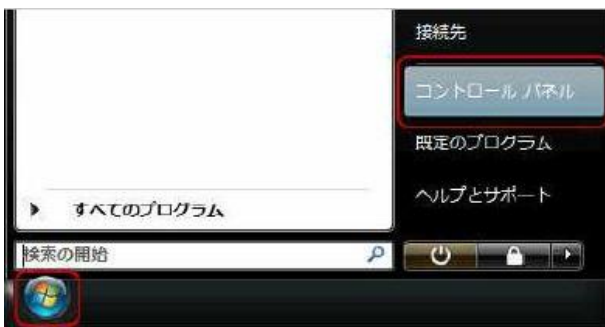 接続先
コントロール パネル
既定のプログラム
ヘルプとサポート
すべてのプログラム
検索の開始